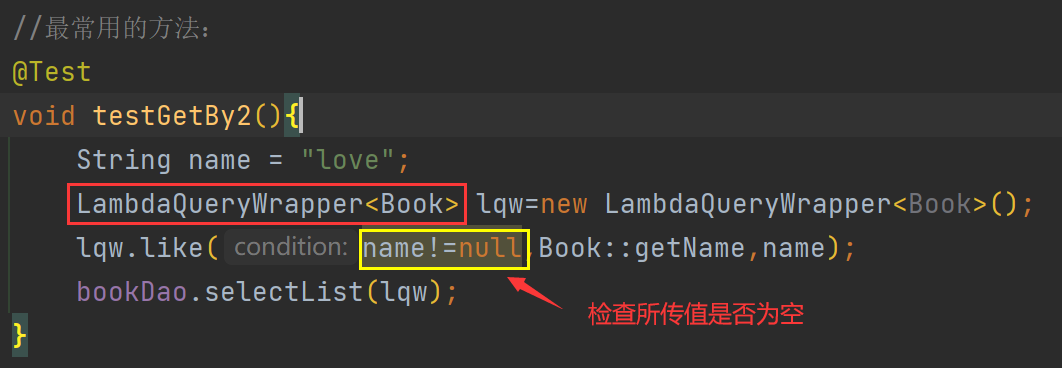 //最常用的方法：
@Test
void testGetBy2(){
String name = "love";
LambdaQueryWrapper<Book> lqw=new LambdaQueryWrapper<Book>();
lqw.like( condition: name!=null,Book::getName,name);
bookDao.selectList(lqw);
检查所传值是否为空
}